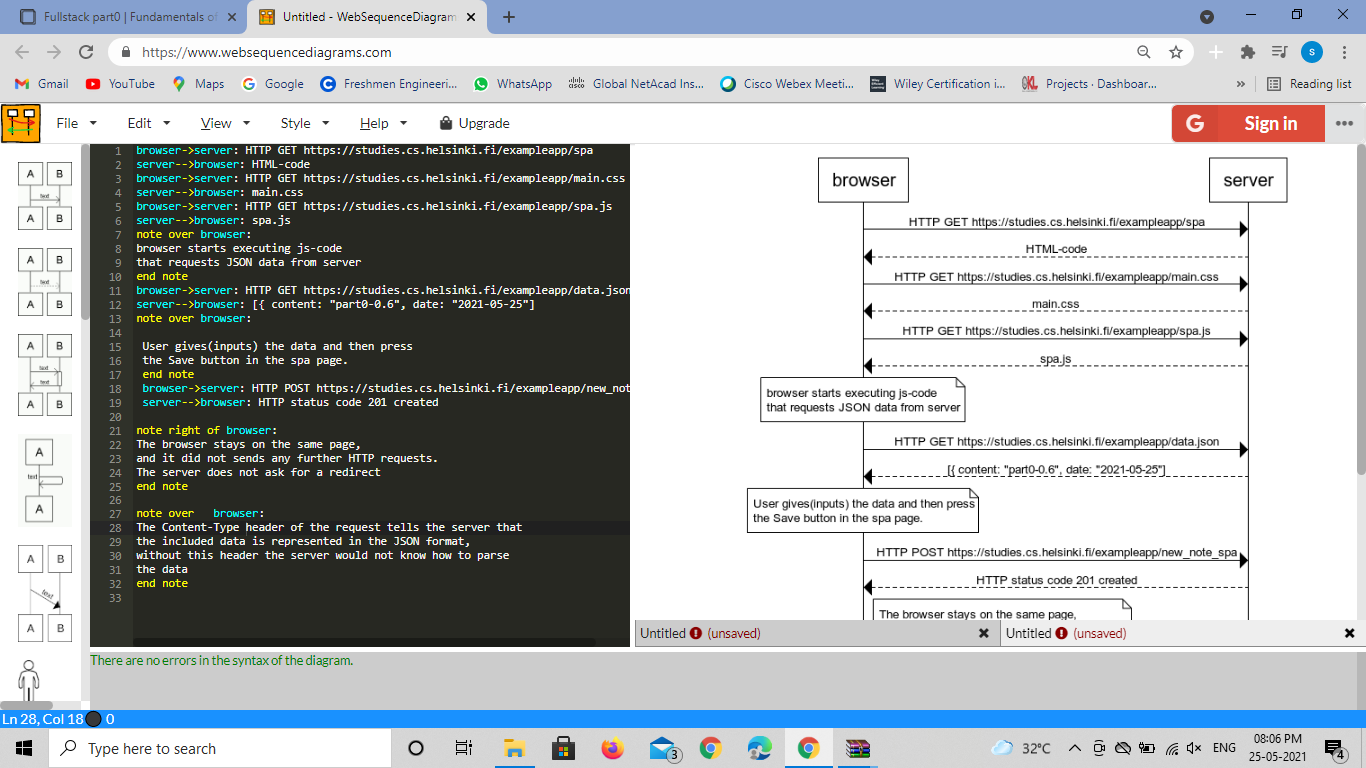 Fullstack part0 | Fundamentals of
Untitled - WebSequenceDiagram
https://www.websequencediagrams.com
S
Gmail
YouTube
Maps
Google
Freshmen Engineeri...
WhatsApp
Global NetAcad Ins...
Cisco Webex Meeti...
Wiley Certification i...
Projects · Dashboar...
»
Reading list
File
Edit
View
Style
Help
Upgrade
G
Sign in
A B
text
A B
A B
text
A B
A B
text
text
A B
A
text
A
A B
text
A B
1 browser->server: HTTP GET https://studies.cs.helsinki.fi/exampleapp/spa
2 server-->browser: HTML-code
3 browser->server: HTTP GET https://studies.cs.helsinki.fi/exampleapp/main.css
4 server-->browser: main.css
5 browser->server: HTTP GET https://studies.cs.helsinki.fi/exampleapp/spa.js
6 server-->browser: spa.js
7 note over browser:
8 browser starts executing js-code
9 that requests JSON data from server
10 end note
11 browser->server: HTTP GET https://studies.cs.helsinki.fi/exampleapp/data.json
12 server-->browser: [{ content: "part0-0.6", date: "2021-05-25"]
13 note over browser:
14
15 User gives(inputs) the data and then press
16 the Save button in the spa page.
17 end note
18 browser->server: HTTP POST https://studies.cs.helsinki.fi/exampleapp/new_not
19 server-->browser: HTTP status code 201 created
20
21 note right of browser:
22 The browser stays on the same page,
23 and it did not sends any further HTTP requests.
24 The server does not ask for a redirect
25 end note
26
27 note over browser:
28 The Content-Type header of the request tells the server that
29 the included data is represented in the JSON format,
30 without this header the server would not know how to parse
31 the data
32 end note
33
browser
server
HTTP GET https://studies.cs.helsinki.fi/exampleapp/spa
HTML-code
HTTP GET https://studies.cs.helsinki.fi/exampleapp/main.css
main.css
HTTP GET https://studies.cs.helsinki.fi/exampleapp/spa.js
spa.js
browser starts executing js-code
that requests JSON data from server
HTTP GET https://studies.cs.helsinki.fi/exampleapp/data.json
[{ content: "part0-0.6", date: "2021-05-25"]
User gives(inputs) the data and then press
the Save button in the spa page.
HTTP POST https://studies.cs.helsinki.fi/exampleapp/new_note_spa
HTTP status code 201 created
The browser stays on the same page,
Untitled (unsaved)
Untitled (unsaved)
There are no errors in the syntax of the diagram.
Ln 28, Col 18 0
Type here to search
3
32°C
ENG
08:06 PM
25-05-2021
4